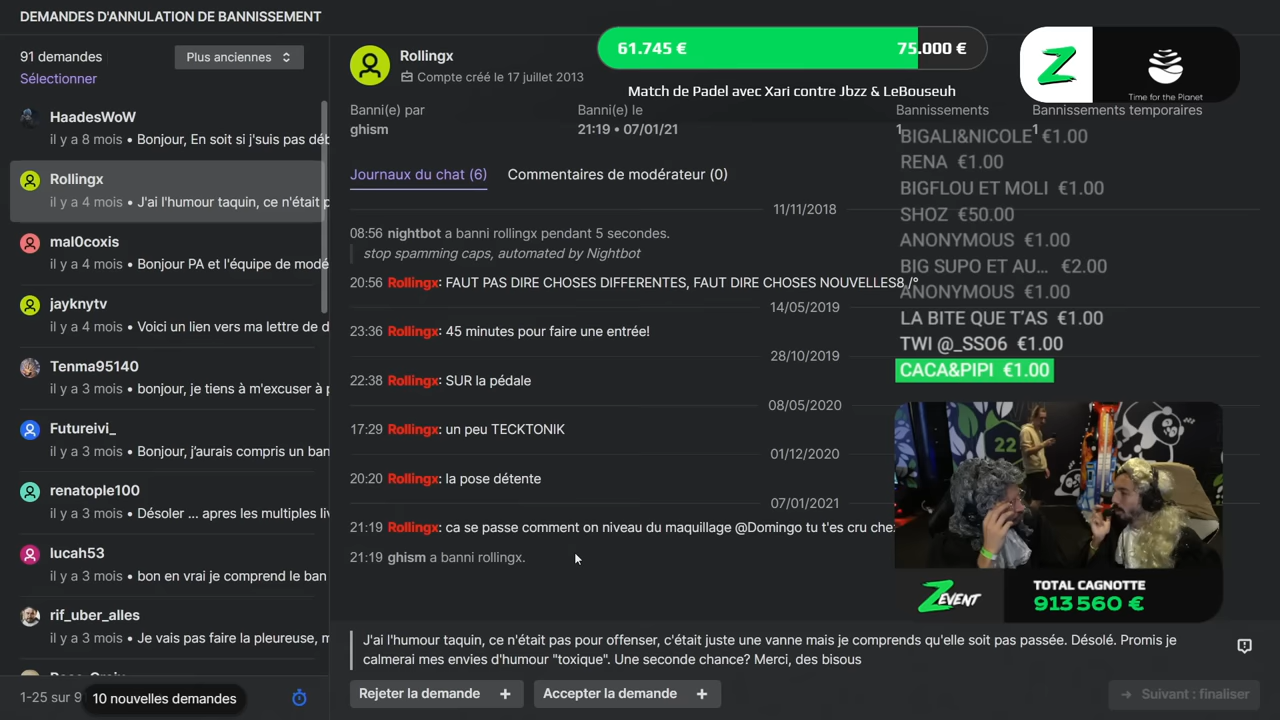 DEMANDES D'ANNULATION DE BANNISSEMENT
91 demandes
Plus anciennes
Sélectionner
HaadesWoW
il y a 8 mois • Bonjour, En soit si j'suis pas déb
Rollingx
il y a 4 mois • J'ai l'humour taquin, ce n'était p
mal0coxis
il y a 4 mois • Bonjour PA et l'équipe de modé
jayknytv
il y a 4 mois • Voici un lien vers ma lettre de d
Tenma95140
il y a 3 mois • bonjour, je tiens à m'excuser à p
Futureivi_
il y a 3 mois • Bonjour, j'aurais compris un ban
renatople100
il y a 3 mois • Désoler ... apres les multiples liv
lucah53
il y a 3 mois • bon en vrai je comprend le ban
rif_uber_alles
il y a 3 mois • Je vais pas faire la pleureuse, m
1-25 sur 9
10 nouvelles demandes
Rollingx
Compte créé le 17 juillet 2013
61.745 €
75.000 €
Match de Padel avec Xari contre Jbzz & LeBouseuh
Time for the Planet
Banni(e) par
ghism
Banni(e) le
21:19 • 07/01/21
Bannissements
1
Bannissements temporaires
1
Journaux du chat (6)
Commentaires de modérateur (0)
11/11/2018
08:56 nightbot a banni rollingx pendant 5 secondes.
stop spamming caps, automated by Nightbot
20:56 Rollingx: FAUT PAS DIRE CHOSES DIFFERENTES, FAUT DIRE CHOSES NOUVELLES8 /°
14/05/2019
23:36 Rollingx: 45 minutes pour faire une entrée!
28/10/2019
22:38 Rollingx: SUR la pédale
08/05/2020
17:29 Rollingx: un peu TECKTONIK
01/12/2020
20:20 Rollingx: la pose détente
07/01/2021
21:19 Rollingx: ca se passe comment on niveau du maquillage @Domingo tu t'es cru che
21:19 ghism a banni rollingx.
BIGALI&NICOLE €1.00
RENA €1.00
BIGFLOU ET MOLI €1.00
SHOZ €50.00
ANONYMOUS €1.00
BIG SUPO ET AU... €2.00
ANONYMOUS €1.00
LA BITE QUE T'AS €1.00
TWI @_SSO6 €1.00
CACA&PIPI €1.00
22
ZEVENT
TOTAL CAGNOTTE
913 560 €
J'ai l'humour taquin, ce n'était pas pour offenser, c'était juste une vanne mais je comprends qu'elle soit pas passée. Désolé. Promis je
calmerai mes envies d'humour "toxique". Une seconde chance? Merci, des bisous
Rejeter la demande +
Accepter la demande +
→ Suivant : finaliser